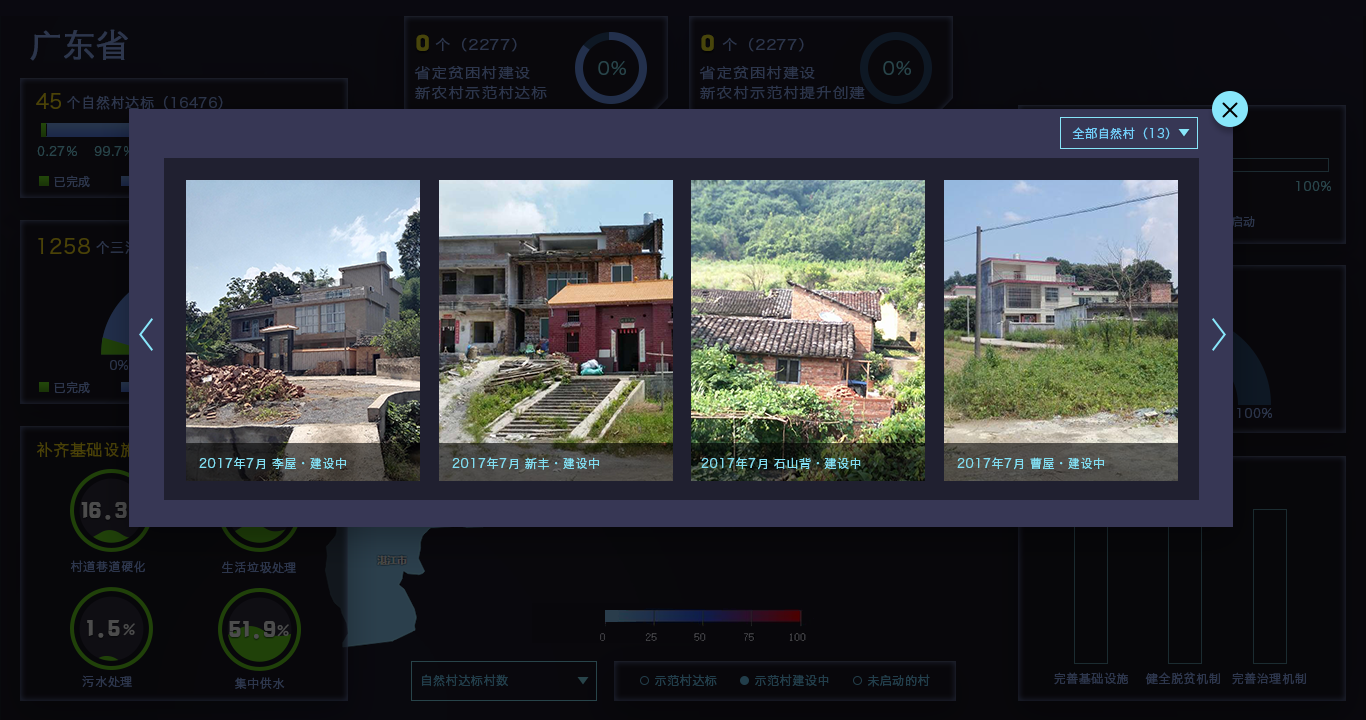 广东省
0 个（2277）
省定贫困村建设
新农村示范村达标
0%
0 个（2277）
省定贫困村建设
新农村示范村提升创建
0%
45 个自然村达标（16476）
0.27%
99.7%
已完成
全部自然村（13）
100%
启动
1258 个三
0%
已完成
100%
2017年7月 李屋·建设中
2017年7月 新丰·建设中
2017年7月 石山背·建设中
2017年7月 曹屋·建设中
补齐基础设施
16.3
村道巷道硬化
生活垃圾处理
1.5%
污水处理
51.9%
集中供水
湛江市
0 25 50 75 100
自然村达标村数
示范村达标
示范村建设中
未启动的村
完善基础设施
健全脱贫机制
完善治理机制